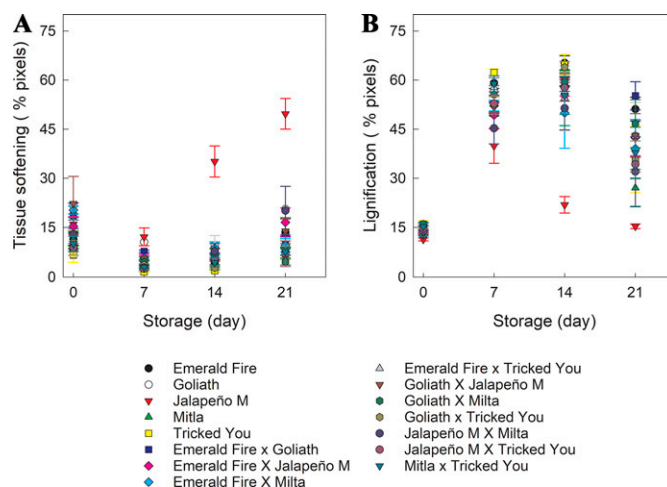 A
B
Tissue softening ( % pixels)
75
60
45
30
15
0
0 7 14 21
Storage (day)
Lignification ( % pixels)
75
60
45
30
15
0
0 7 14 21
Storage (day)
Emerald Fire
Goliath
Jalapeño M
Mitla
Tricked You
Emerald Fire x Goliath
Emerald Fire X Jalapeño M
Emerald Fire X Milta
Emerald Fire x Tricked You
Goliath X Jalapeño M
Goliath X Milta
Goliath x Tricked You
Jalapeño M X Milta
Jalapeño M X Tricked You
Mitla x Tricked You